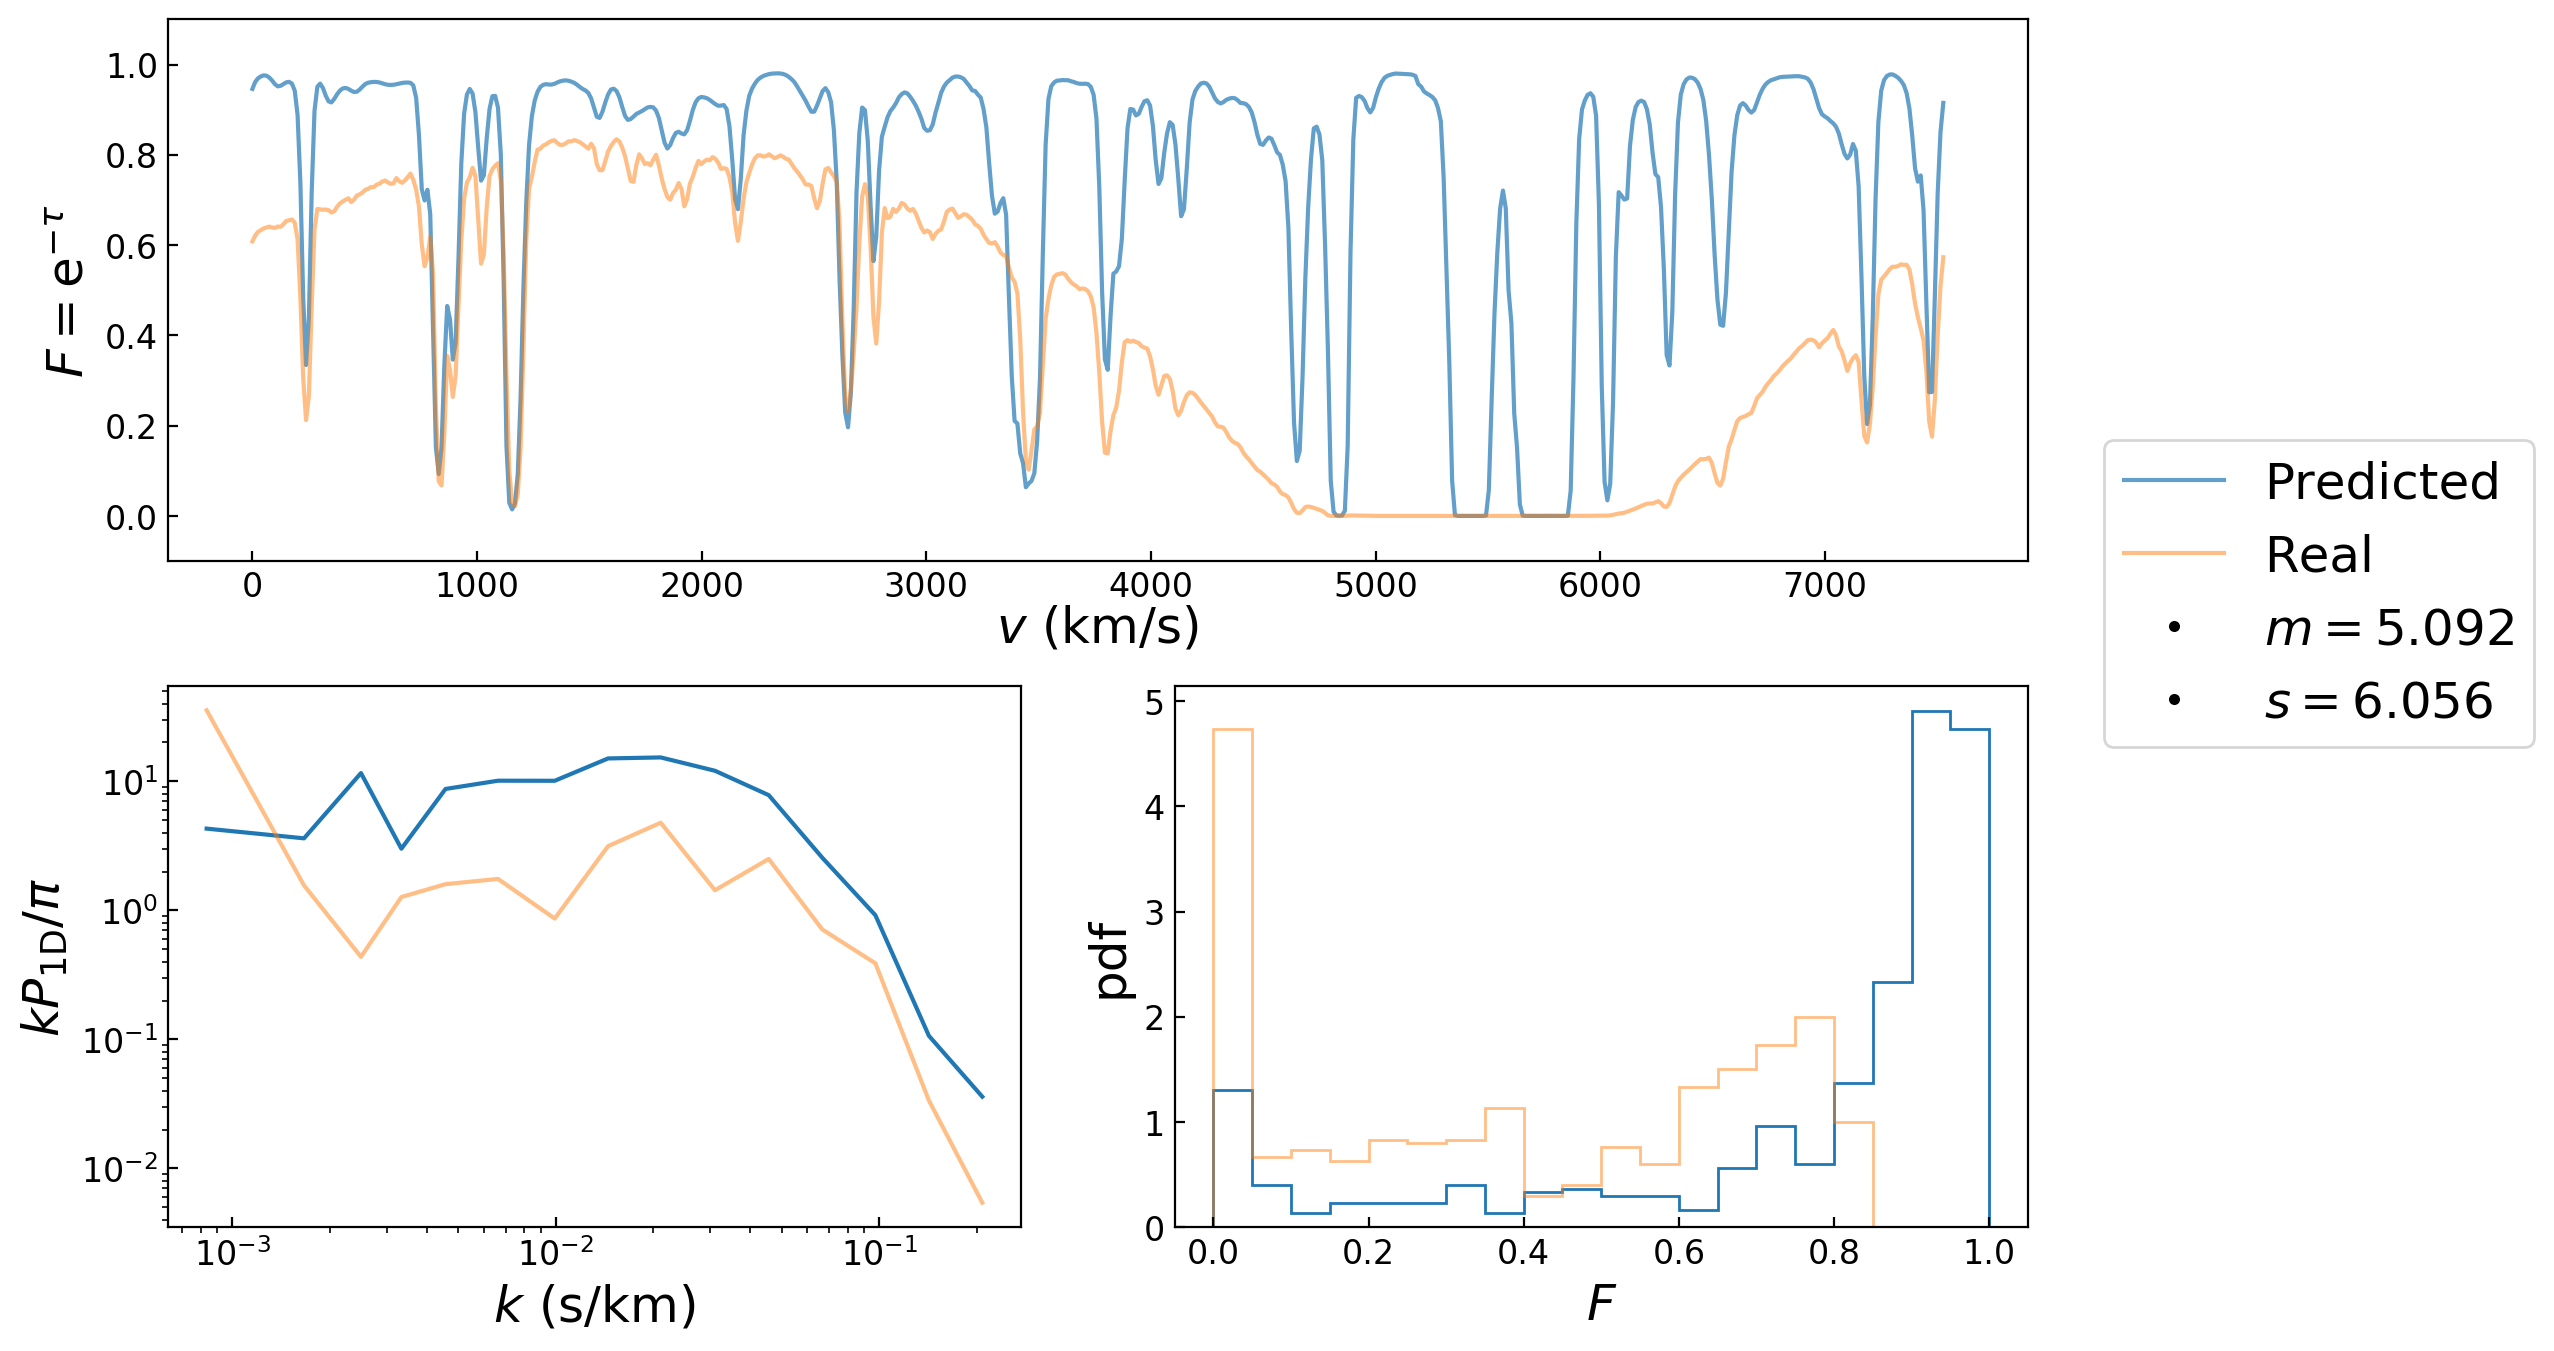 1.0
0.8
0.6
0.4
0.2
0.0
F = e^{−τ}
0 1000 2000 3000 4000 5000 6000 7000
v (km/s)
Predicted
Real
m = 5.092
s = 6.056
10^1
10^0
10^{−1}
10^{−2}
kP_{1D}/π
10^{−3} 10^{−2} 10^{−1}
k (s/km)
5
4
3
2
1
0
pdf
0.0 0.2 0.4 0.6 0.8 1.0
F